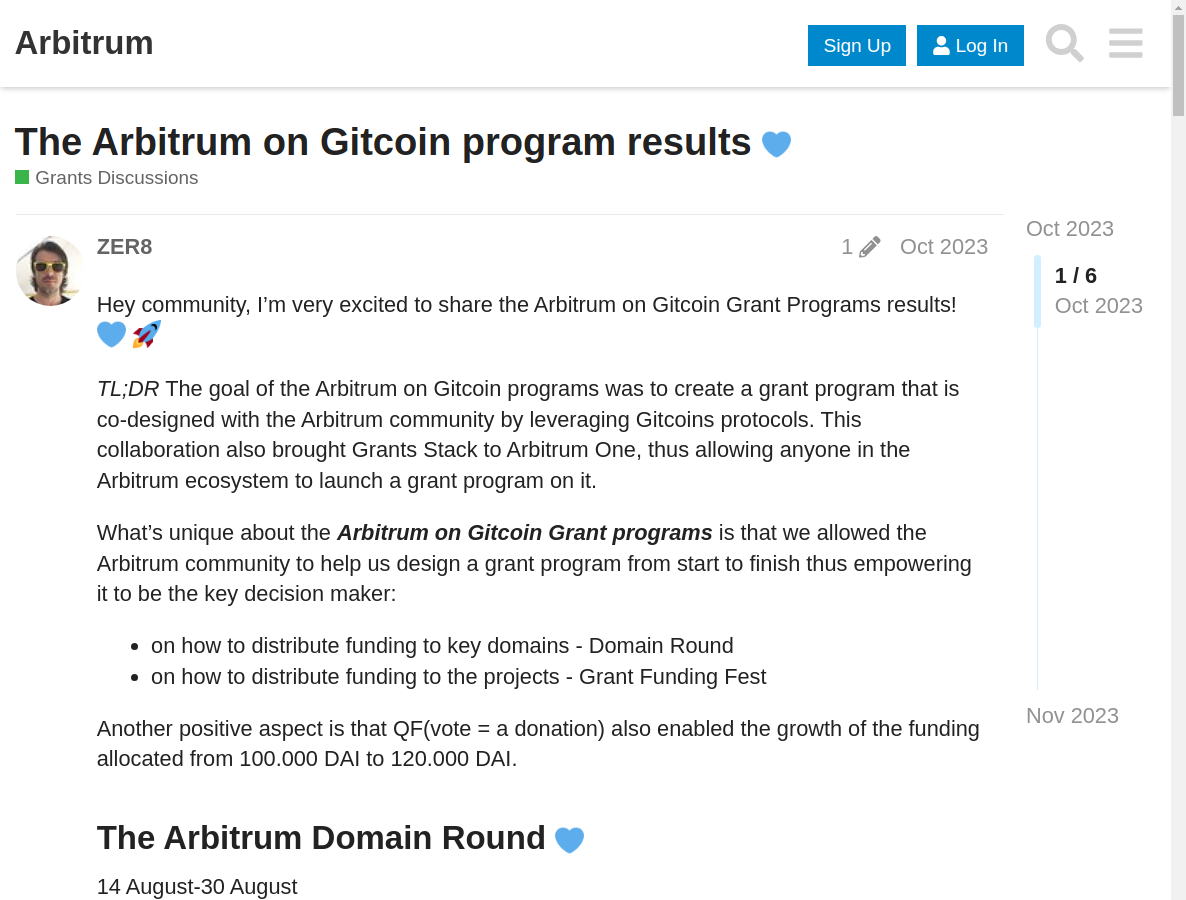 Arbitrum
Sign Up
Log In
The Arbitrum on Gitcoin program results
Grants Discussions
ZER8
1
Oct 2023
Hey community, I’m very excited to share the Arbitrum on Gitcoin Grant Programs results!
TL;DR The goal of the Arbitrum on Gitcoin programs was to create a grant program that is
co-designed with the Arbitrum community by leveraging Gitcoins protocols. This
collaboration also brought Grants Stack to Arbitrum One, thus allowing anyone in the
Arbitrum ecosystem to launch a grant program on it.
What’s unique about the Arbitrum on Gitcoin Grant programs is that we allowed the
Arbitrum community to help us design a grant program from start to finish thus empowering
it to be the key decision maker:
on how to distribute funding to key domains - Domain Round
on how to distribute funding to the projects - Grant Funding Fest
Another positive aspect is that QF(vote = a donation) also enabled the growth of the funding
allocated from 100.000 DAI to 120.000 DAI.
The Arbitrum Domain Round
14 August-30 August
Oct 2023
1 / 6
Oct 2023
Nov 2023